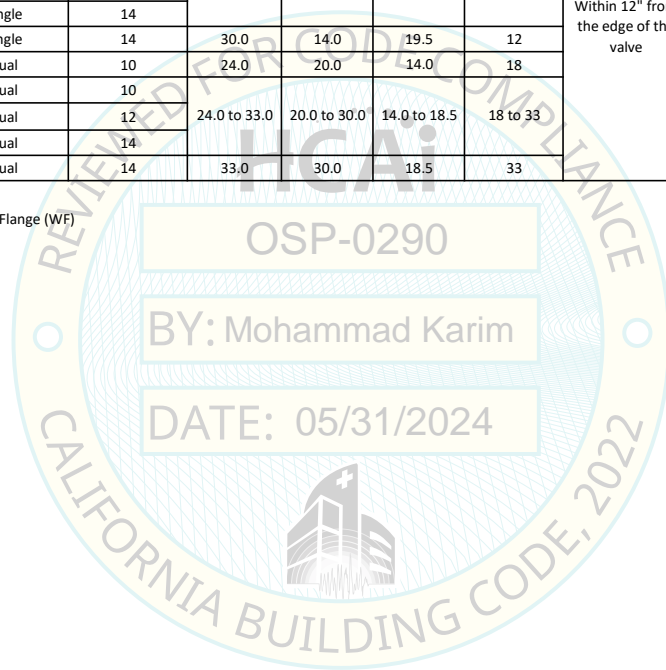 ngle 14
Within 12" fro
ngle 14 30.0 14.0 19.5 12
the edge of th
ual 10 24.0 20.0 14.0 18
valve
ual 10
ual 12 24.0 to 33.0 20.0 to 30.0 14.0 to 18.5 18 to 33
ual 14
ual 14 33.0 30.0 18.5 33
Flange (WF)
REVIEWED FOR CODE COMPLIANCE
HCAi
OSP-0290
BY: Mohammad Karim
DATE: 05/31/2024
CALIFORNIA BUILDING CODE, 2022